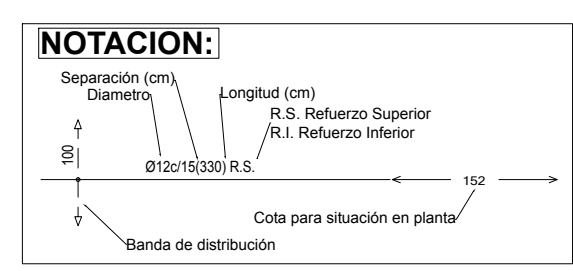 NOTACION:
Separación (cm)
Diametro
Longitud (cm)
R.S. Refuerzo Superior
R.I. Refuerzo Inferior
100
Ø12c/15(330) R.S.
152
Cota para situación en planta
Banda de distribución